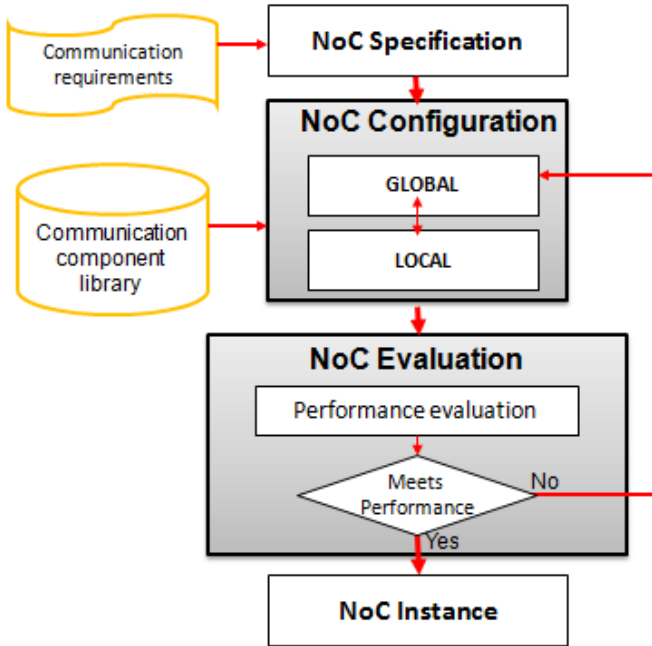 Communication
requirements
NoC Specification
NoC Configuration
GLOBAL
Communication
component
library
LOCAL
NoC Evaluation
Performance evaluation
Meets
Performance
No
Yes
NoC Instance